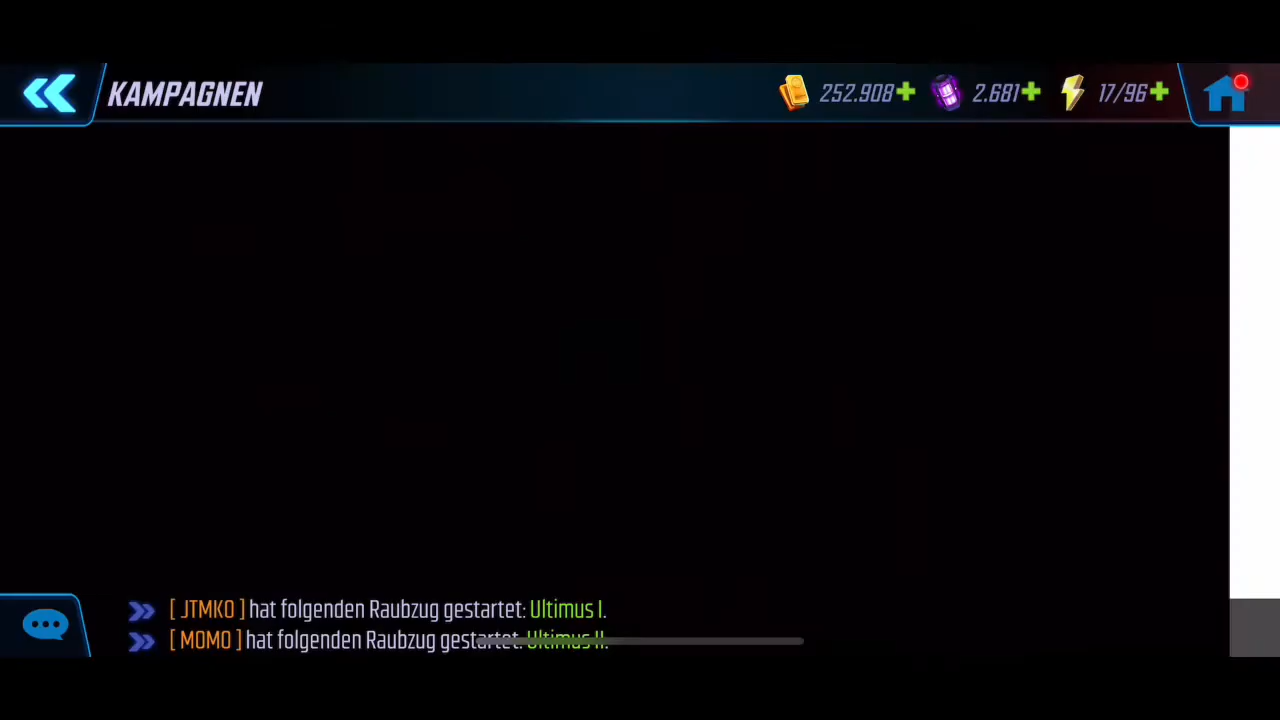 KAMPAGNEN
252.908
2.681
17/96
[ JTMKO ] hat folgenden Raubzug gestartet: Ultimus I.
[ MOMO ] hat folgenden Raubzug gestartet: Ultimus II.